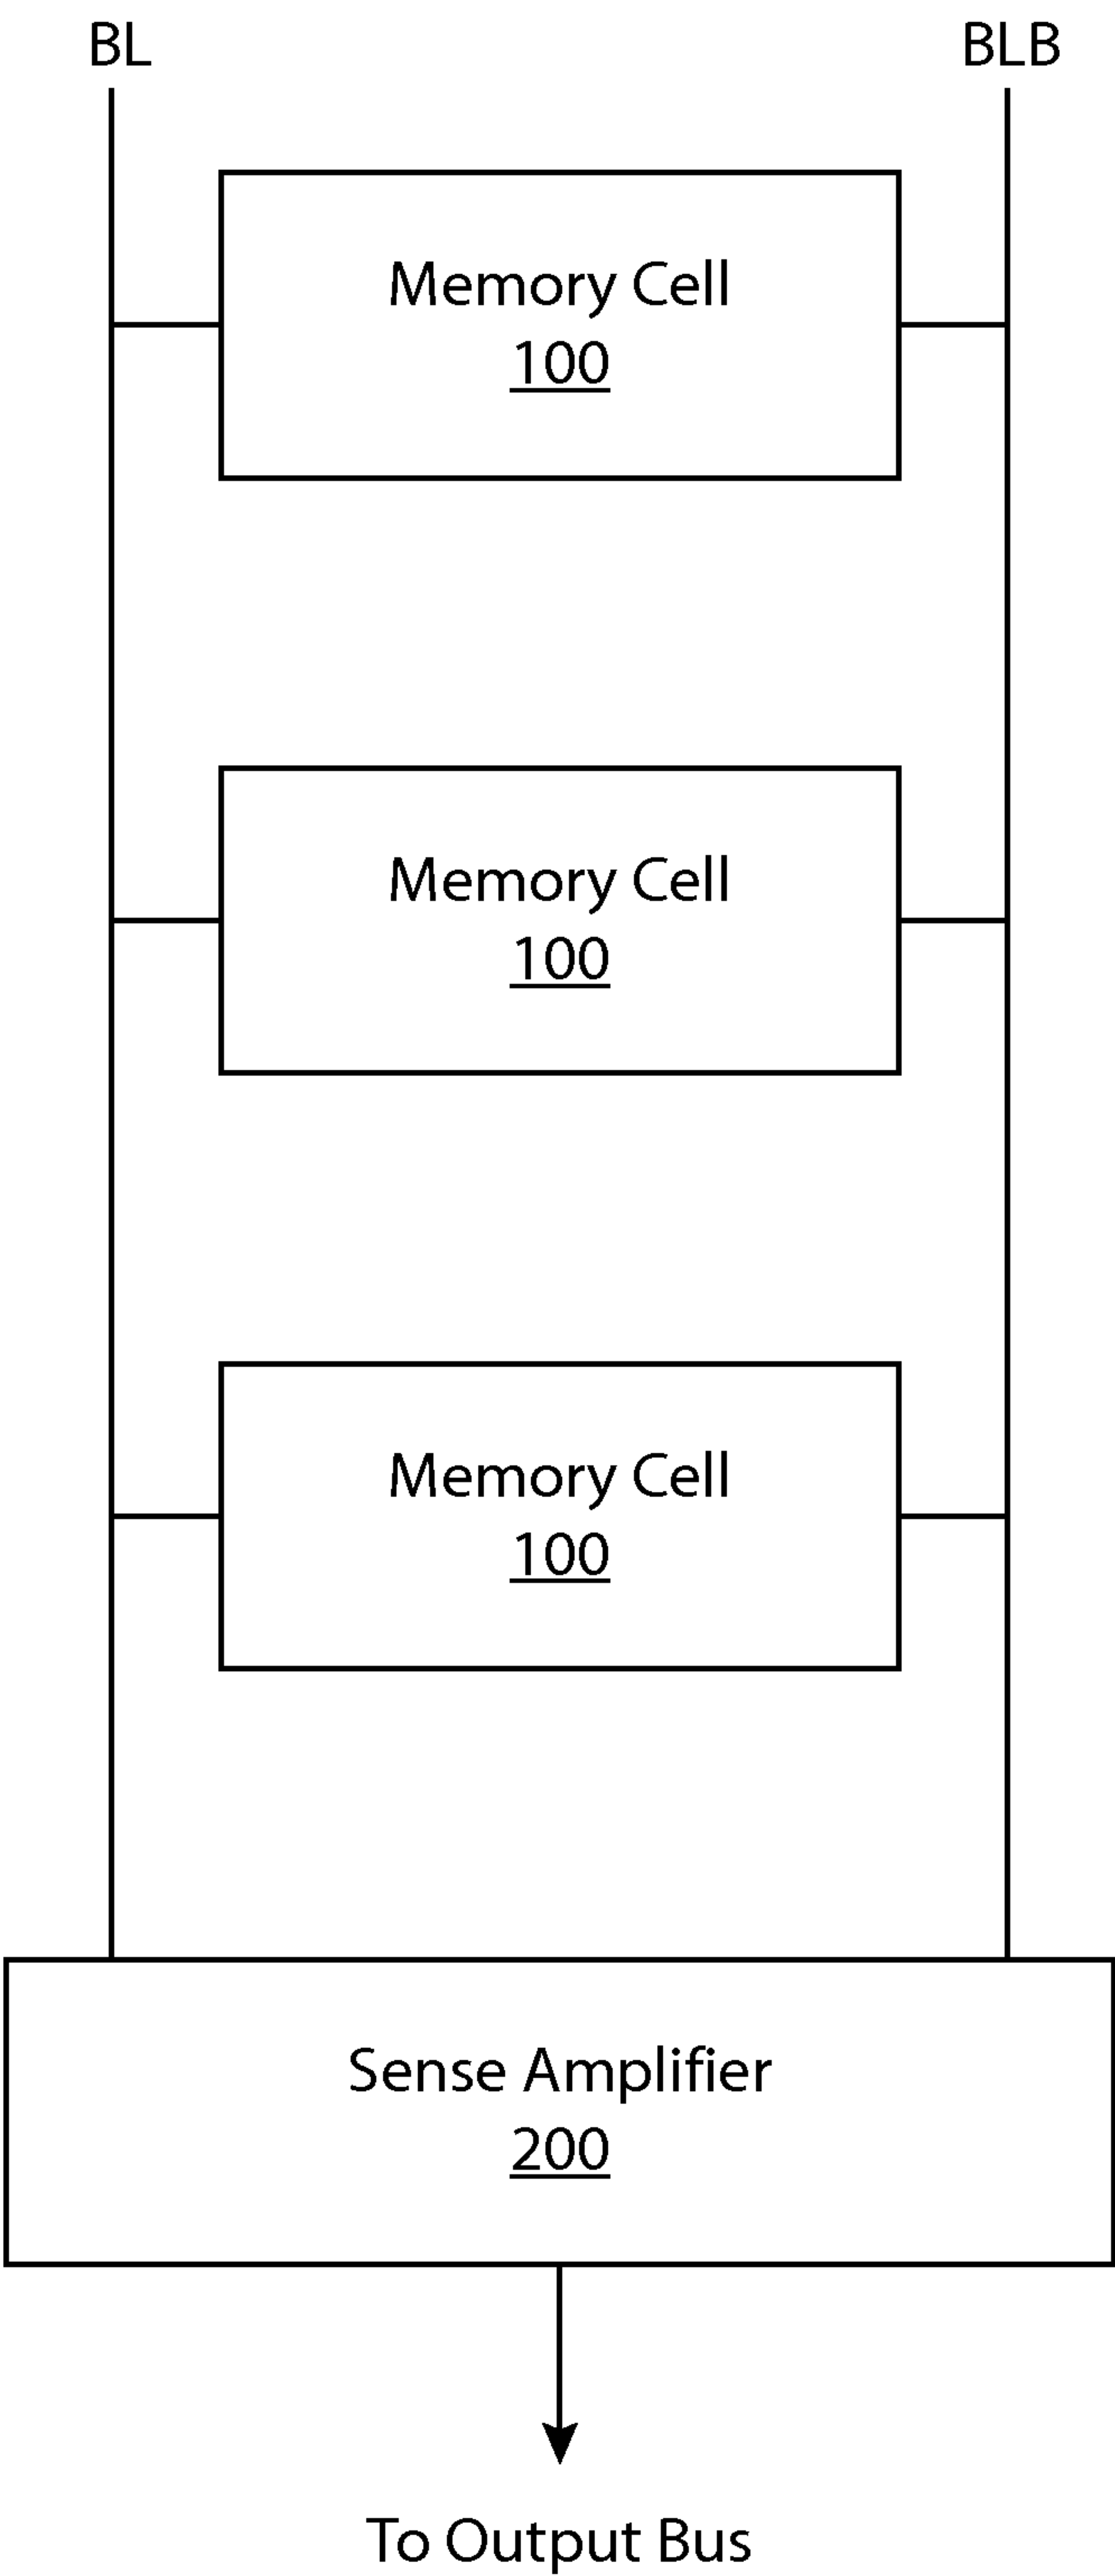 BL BLB
Memory Cell
100
Memory Cell
100
Memory Cell
100
Sense Amplifier
200
To Output Bus